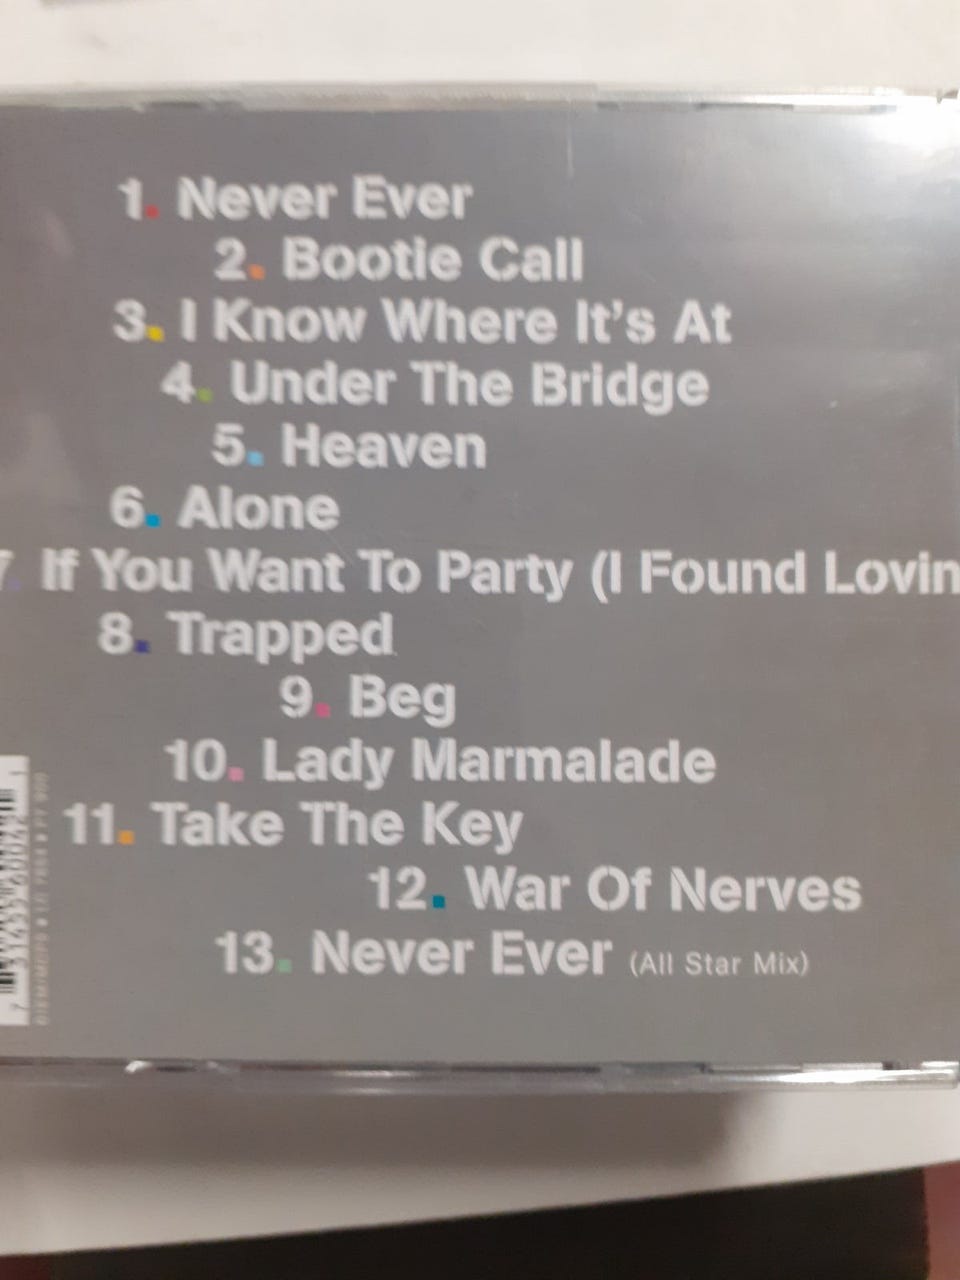 1. Never Ever
2. Bootie Call
3. I Know Where It's At
4. Under The Bridge
5. Heaven
6. Alone
7. If You Want To Party (I Found Lovin
8. Trapped
9. Beg
10. Lady Marmalade
11. Take The Key
12. War Of Nerves
13. Never Ever (All Star Mix)